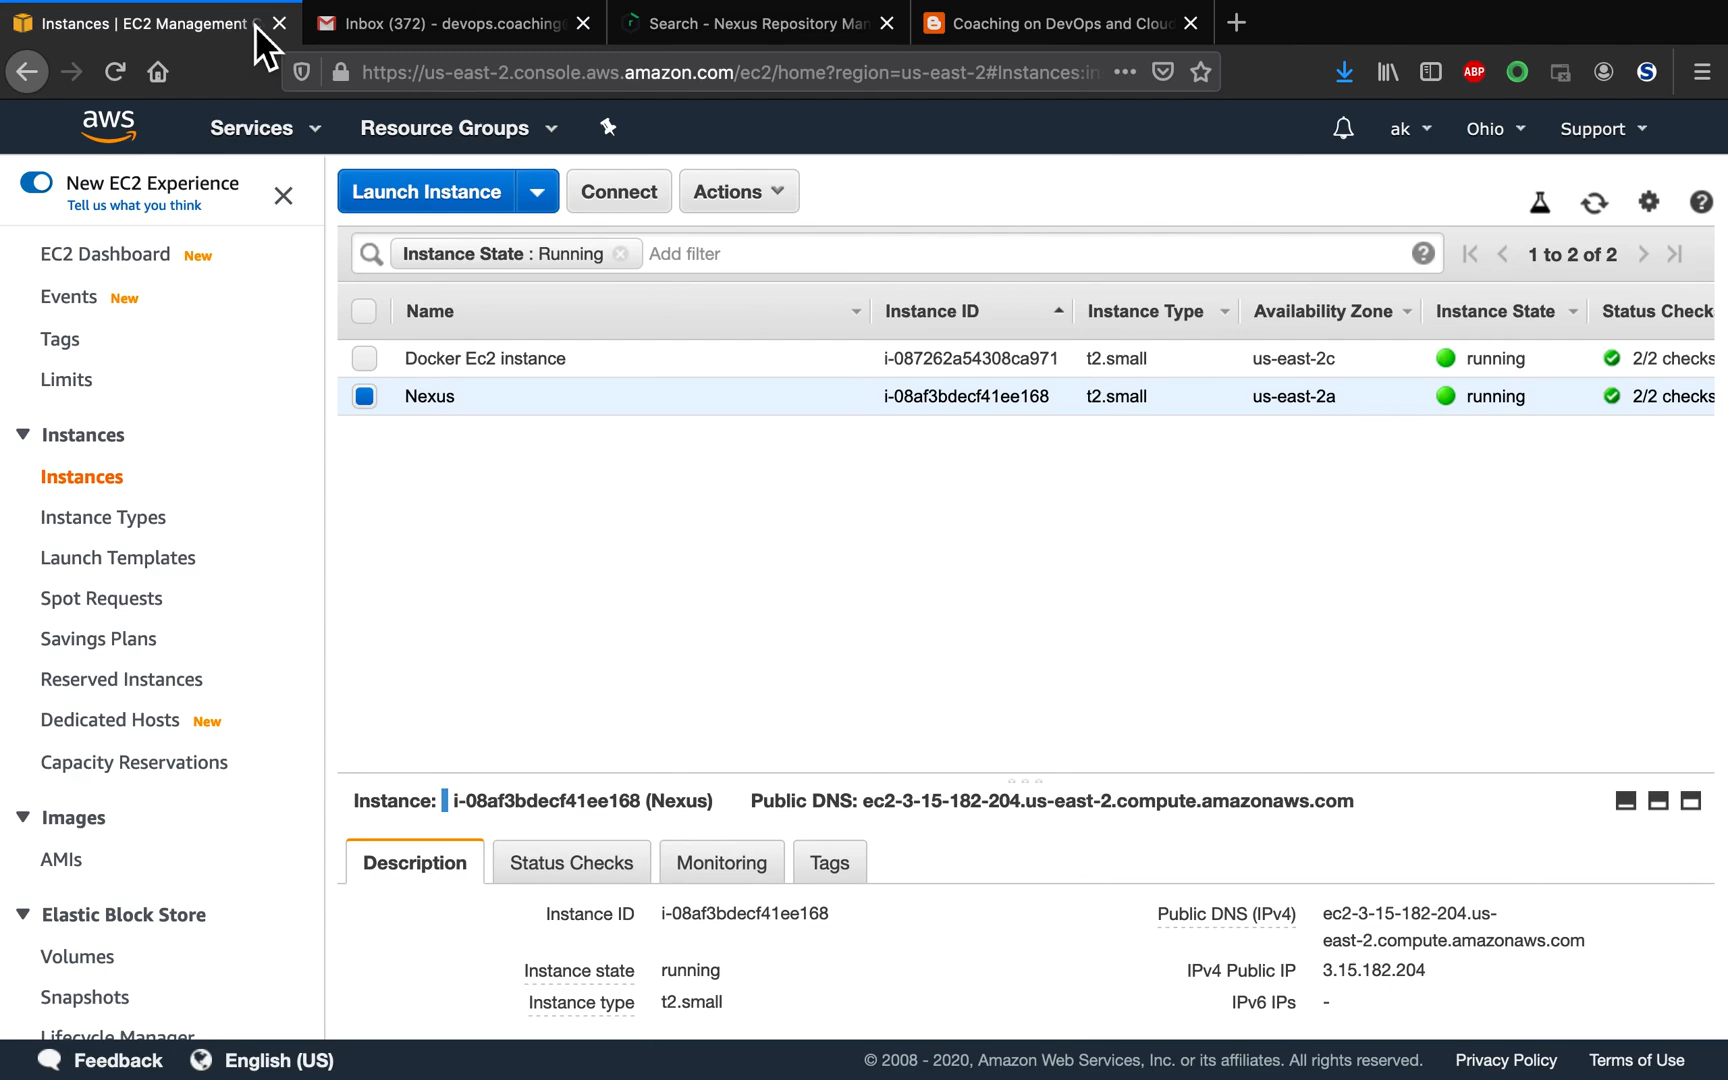 Instances | EC2 Management
Inbox (372) - devops.coaching
Search - Nexus Repository Man
Coaching on DevOps and Cloud
https://us-east-2.console.aws.amazon.com/ec2/home?region=us-east-2#Instances:in
ABP
S
aws
Services
Resource Groups
ak
Ohio
Support
New EC2 Experience
Tell us what you think
Launch Instance
Connect
Actions
EC2 Dashboard New
Instance State : Running
Add filter
1 to 2 of 2
Events New
Name
Instance ID
Instance Type
Availability Zone
Instance State
Status Check
Tags
Docker Ec2 instance
i-087262a54308ca971
t2.small
us-east-2c
running
2/2 checks
Limits
Nexus
i-08af3bdecf41ee168
t2.small
us-east-2a
running
2/2 checks
Instances
Instances
Instance Types
Launch Templates
Spot Requests
Savings Plans
Reserved Instances
Dedicated Hosts New
Capacity Reservations
Images
AMIs
Elastic Block Store
Volumes
Snapshots
Lifecycle Manager
Instance: i-08af3bdecf41ee168 (Nexus)
Public DNS: ec2-3-15-182-204.us-east-2.compute.amazonaws.com
Description
Status Checks
Monitoring
Tags
Instance ID i-08af3bdecf41ee168
Public DNS (IPv4) ec2-3-15-182-204.us-
east-2.compute.amazonaws.com
Instance state running
IPv4 Public IP 3.15.182.204
Instance type t2.small
IPv6 IPs -
Feedback
English (US)
© 2008 - 2020, Amazon Web Services, Inc. or its affiliates. All rights reserved.
Privacy Policy
Terms of Use